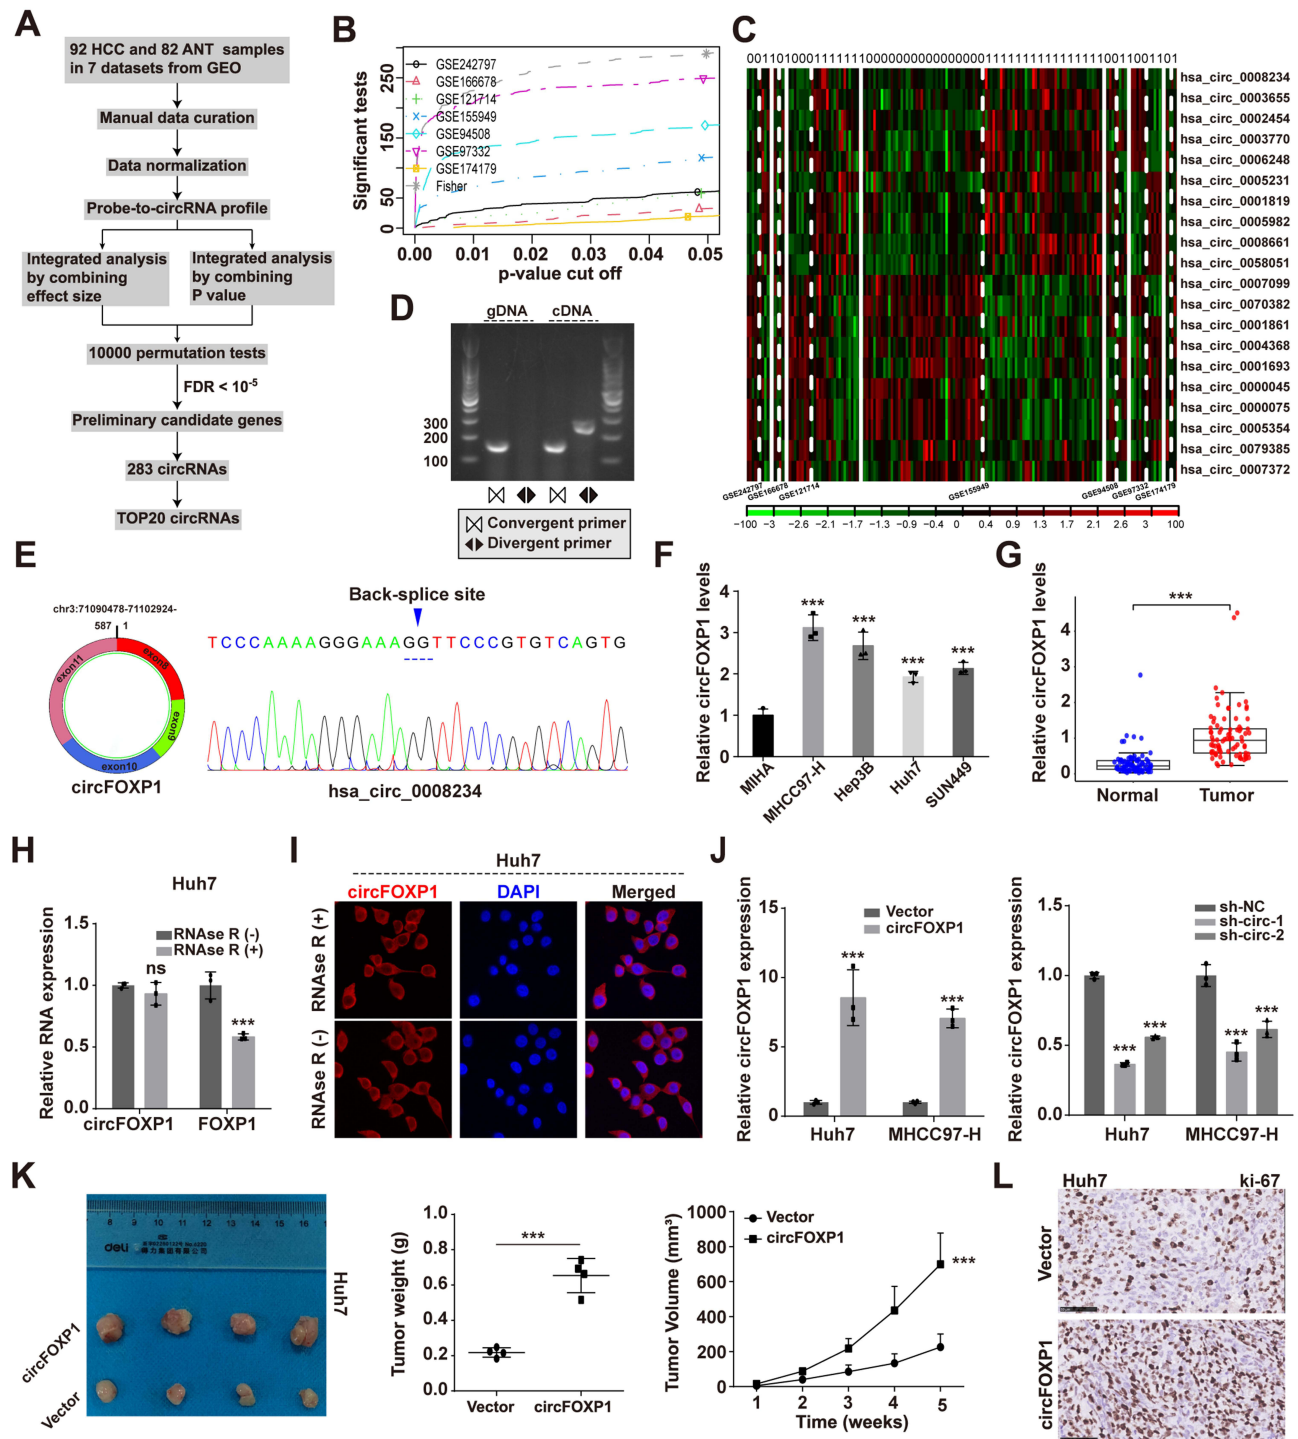 A
92 HCC and 82 ANT samples
in 7 datasets from GEO
Manual data curation
Data normalization
Probe-to-circRNA profile
Integrated analysis
by combining
effect size
Integrated analysis
by combining
P value
10000 permutation tests
FDR < 10-5
Preliminary candidate genes
283 circRNAs
TOP20 circRNAs
B
Significant tests
250
150
50
0
GSE242797
GSE166678
GSE121714
GSE155949
GSE94508
GSE97332
GSE174179
Fisher
0.00 0.01 0.02 0.03 0.04 0.05
p-value cut off
C
hsa_circ_0008234
hsa_circ_0003655
hsa_circ_0002454
hsa_circ_0003770
hsa_circ_0006248
hsa_circ_0005231
hsa_circ_0001819
hsa_circ_0005982
hsa_circ_0008661
hsa_circ_0058051
hsa_circ_0007099
hsa_circ_0070382
hsa_circ_0001861
hsa_circ_0004368
hsa_circ_0001693
hsa_circ_0000045
hsa_circ_0000075
hsa_circ_0005354
hsa_circ_0079385
hsa_circ_0007372
GSE242797 GSE166678 GSE121714 GSE155949 GSE94508 GSE97332 GSE174179
−100 −3 −2.6 −2.1 −1.7 −1.3 −0.9 −0.4 0 0.4 0.9 1.3 1.7 2.1 2.6 3 100
D
gDNA cDNA
300
200
100
Convergent primer
Divergent primer
E
chr3:71090478-71102924-
587 1
exon11
exon8
exon9
exon10
circFOXP1
Back-splice site
TCCCAAAAGGGAAAGGTTCCCGTGTCAGTG
hsa_circ_0008234
F
Relative circFOXP1 levels
4
3
2
1
0
*** *** *** ***
MIHA MHCC97-H Hep3B Huh7 SUN449
G
Relative circFOXP1 levels
4
3
2
1
0
***
Normal Tumor
H
Huh7
Relative RNA expression
1.5
1.0
0.5
0.0
RNAse R (-)
RNAse R (+)
ns
***
circFOXP1 FOXP1
I
Huh7
circFOXP1 DAPI Merged
RNAse R (+)
RNAse R (-)
J
Relative circFOXP1 expression
15
10
5
0
Vector
circFOXP1
*** ***
Huh7 MHCC97-H
Relative circFOXP1 expression
1.5
1.0
0.5
0.0
sh-NC
sh-circ-1
sh-circ-2
*** *** *** ***
Huh7 MHCC97-H
K
8 9 10 11 12 13 14 15 16
deli
Huh7
circFOXP1
Vector
Tumor weight (g)
1.0
0.8
0.6
0.4
0.2
0.0
***
Vector circFOXP1
Tumor Volume (mm³)
1000
800
600
400
200
0
Vector
circFOXP1
***
1 2 3 4 5
Time (weeks)
L
Huh7 ki-67
Vector
circFOXP1